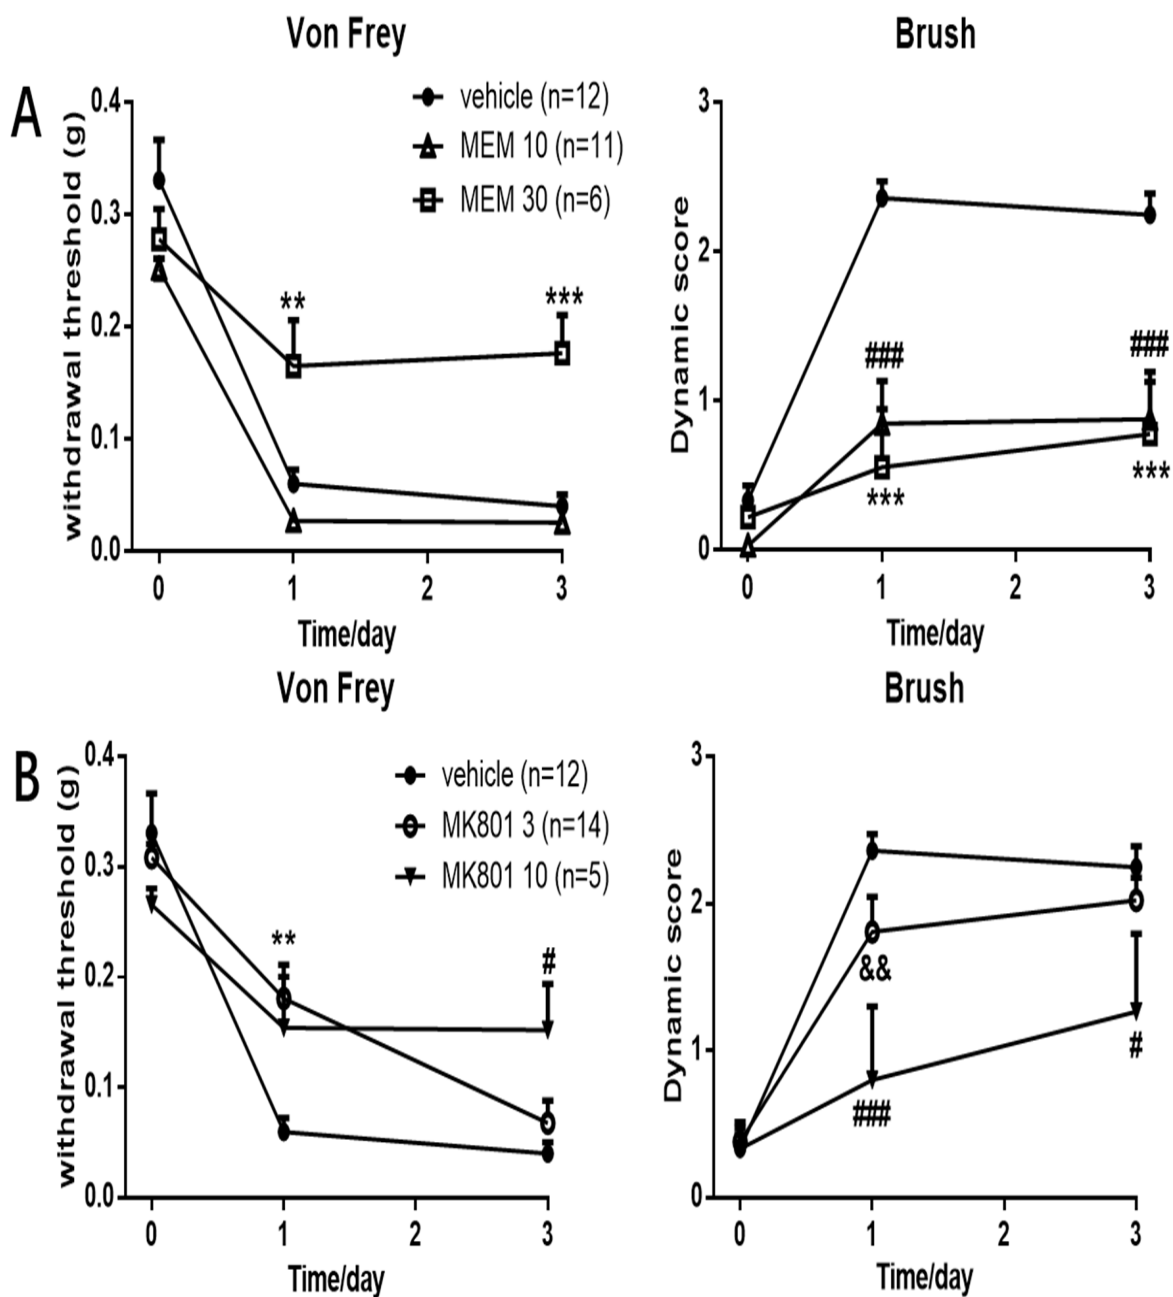 Von Frey
Brush
A
vehicle (n=12)
MEM 10 (n=11)
MEM 30 (n=6)
withdrawal threshold (g)
0.4
0.3
0.2
0.1
0.0
**
***
0
1
2
3
Time/day
Dynamic score
3
2
1
0
###
###
***
***
0
1
2
3
Time/day
Von Frey
Brush
B
vehicle (n=12)
MK801 3 (n=14)
MK801 10 (n=5)
withdrawal threshold (g)
0.4
0.3
0.2
0.1
0.0
**
#
0
1
2
3
Time/day
Dynamic score
3
2
1
0
&&
###
#
0
1
2
3
Time/day